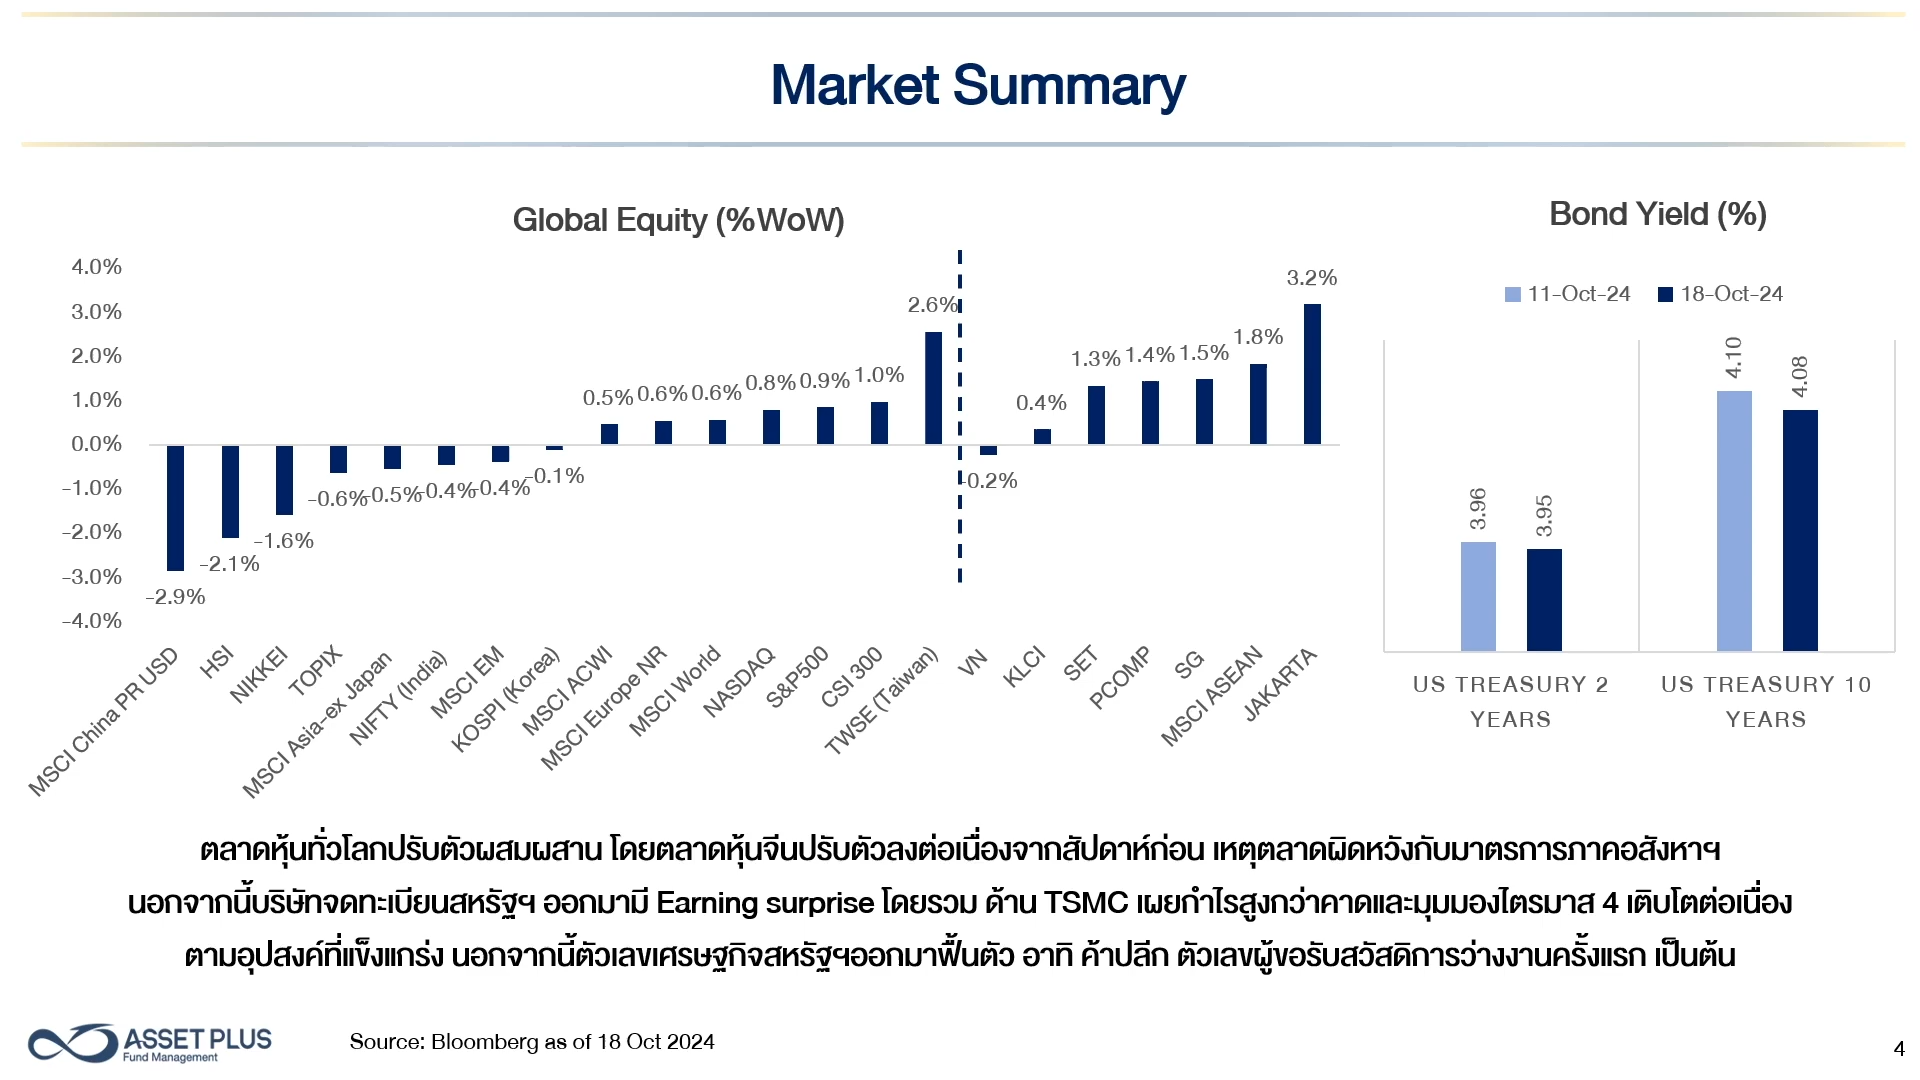 Market Summary
Global Equity (%WoW)
4.0%
3.0%
2.0%
1.0%
0.0%
-1.0%
-2.0%
-3.0%
-4.0%
-2.9%
-2.1%
-1.6%
-0.6%
-0.5%
-0.4%
-0.4%
-0.1%
0.5%
0.6%
0.6%
0.8%
0.9%
1.0%
2.6%
-0.2%
0.4%
1.3%
1.4%
1.5%
1.8%
3.2%
MSCI China PR USD
HSI
NIKKEI
TOPIX
MSCI Asia-ex Japan
NIFTY (India)
MSCI EM
KOSPI (Korea)
MSCI ACWI
MSCI Europe NR
MSCI World
NASDAQ
S&P500
CSI 300
TWSE (Taiwan)
VN
KLCI
SET
PCOMP
SG
MSCI ASEAN
JAKARTA
Bond Yield (%)
11-Oct-24
18-Oct-24
3.96
3.95
4.10
4.08
US TREASURY 2
YEARS
US TREASURY 10
YEARS
ตลาดหุ้นทั่วโลกปรับตัวผสมผสาน โดยตลาดหุ้นจีนปรับตัวลงต่อเนื่องจากสัปดาห์ก่อน เหตุตลาดผิดหวังกับมาตรการภาคอสังหาฯ
นอกจากนี้บริษัทจดทะเบียนสหรัฐฯ ออกมามี Earning surprise โดยรวม ด้าน TSMC เผยกำไรสูงกว่าคาดและมุมมองไตรมาส 4 เติบโตต่อเนื่อง
ตามอุปสงค์ที่แข็งแกร่ง นอกจากนี้ตัวเลขเศรษฐกิจสหรัฐฯออกมาฟื้นตัว อาทิ ค้าปลีก ตัวเลขผู้ขอรับสวัสดิการว่างงานครั้งแรก เป็นต้น
ASSET PLUS
Fund Management
Source: Bloomberg as of 18 Oct 2024
4